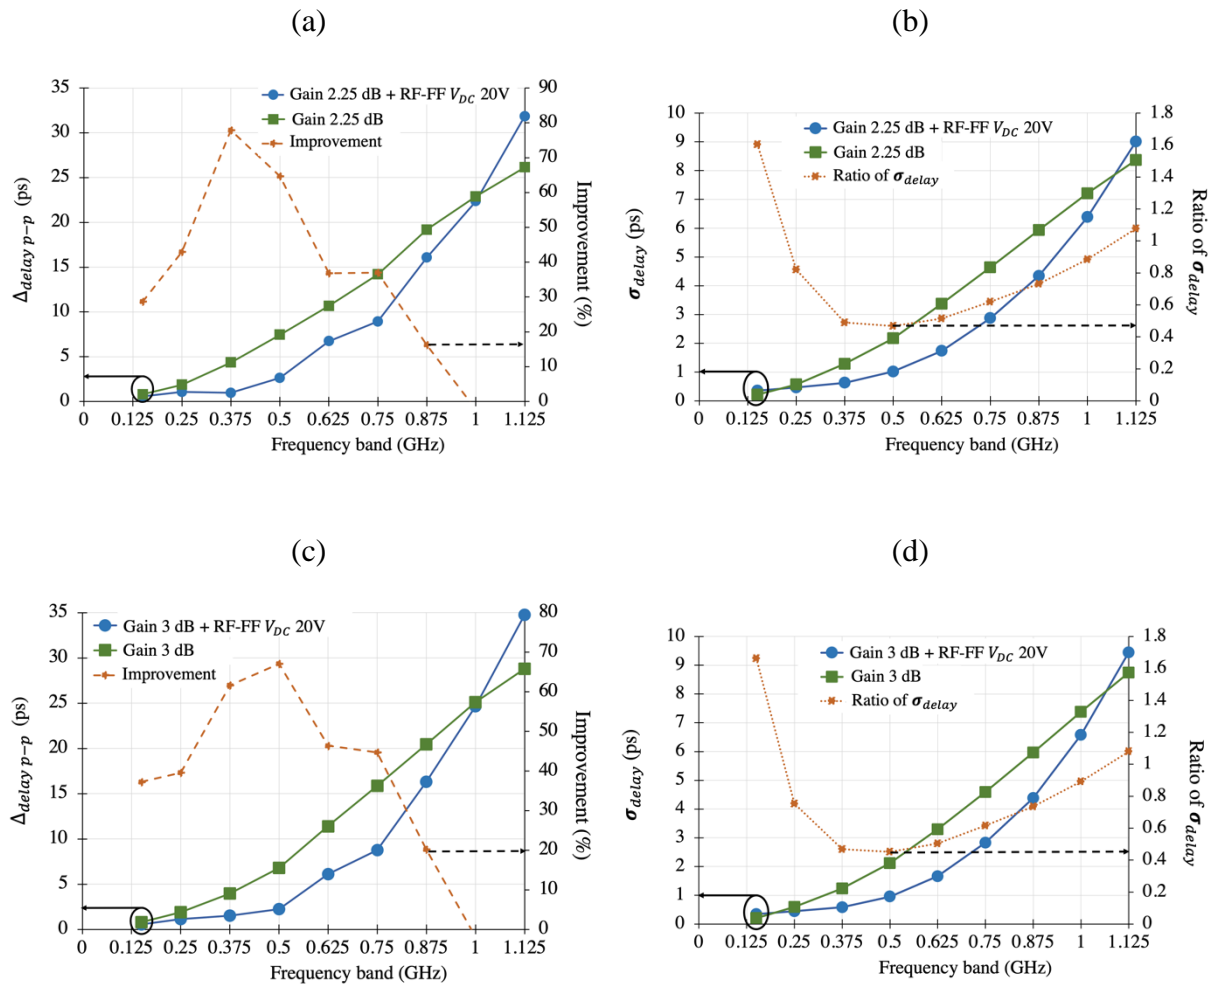 (a)
35
30
25
20
15
10
5
0
Δdelay p−p (ps)
90
80
70
60
50
40
30
20
10
0
Improvement (%)
Gain 2.25 dB + RF-FF VDC 20V
Gain 2.25 dB
Improvement
0 0.125 0.25 0.375 0.5 0.625 0.75 0.875 1 1.125
Frequency band (GHz)
(b)
10
9
8
7
6
5
4
3
2
1
0
σdelay (ps)
1.8
1.6
1.4
1.2
1
0.8
0.6
0.4
0.2
0
Ratio of σdelay
Gain 2.25 dB + RF-FF VDC 20V
Gain 2.25 dB
Ratio of σdelay
0 0.125 0.25 0.375 0.5 0.625 0.75 0.875 1 1.125
Frequency band (GHz)
(c)
35
30
25
20
15
10
5
0
Δdelay p−p (ps)
80
70
60
50
40
30
20
10
0
Improvement (%)
Gain 3 dB + RF-FF VDC 20V
Gain 3 dB
Improvement
0 0.125 0.25 0.375 0.5 0.625 0.75 0.875 1 1.125
Frequency band (GHz)
(d)
10
9
8
7
6
5
4
3
2
1
0
σdelay (ps)
1.8
1.6
1.4
1.2
1
0.8
0.6
0.4
0.2
0
Ratio of σdelay
Gain 3 dB + RF-FF VDC 20V
Gain 3 dB
Ratio of σdelay
0 0.125 0.25 0.375 0.5 0.625 0.75 0.875 1 1.125
Frequency band (GHz)